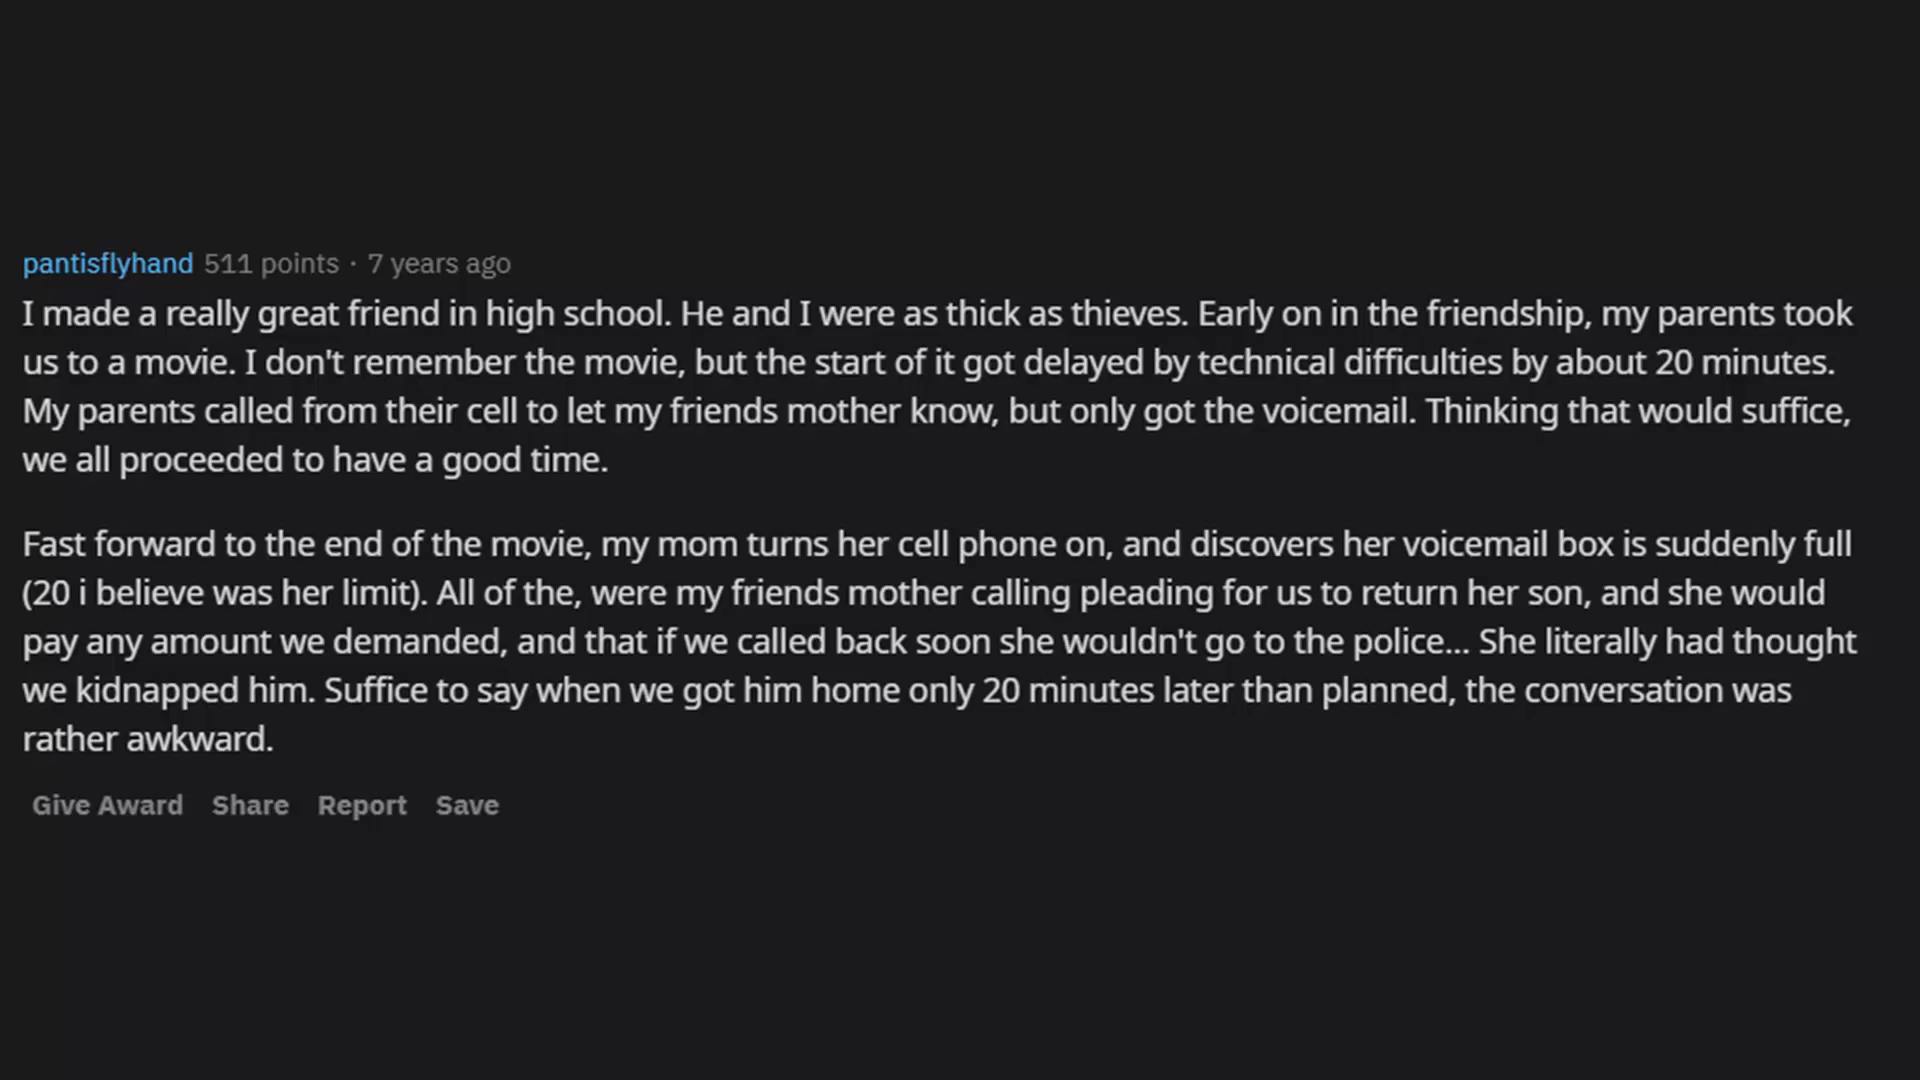 pantisflyhand 511 points · 7 years ago
I made a really great friend in high school. He and I were as thick as thieves. Early on in the friendship, my parents took
us to a movie. I don't remember the movie, but the start of it got delayed by technical difficulties by about 20 minutes.
My parents called from their cell to let my friends mother know, but only got the voicemail. Thinking that would suffice,
we all proceeded to have a good time.
Fast forward to the end of the movie, my mom turns her cell phone on, and discovers her voicemail box is suddenly full
(20 i believe was her limit). All of the, were my friends mother calling pleading for us to return her son, and she would
pay any amount we demanded, and that if we called back soon she wouldn't go to the police... She literally had thought
we kidnapped him. Suffice to say when we got him home only 20 minutes later than planned, the conversation was
rather awkward.
Give Award Share Report Save